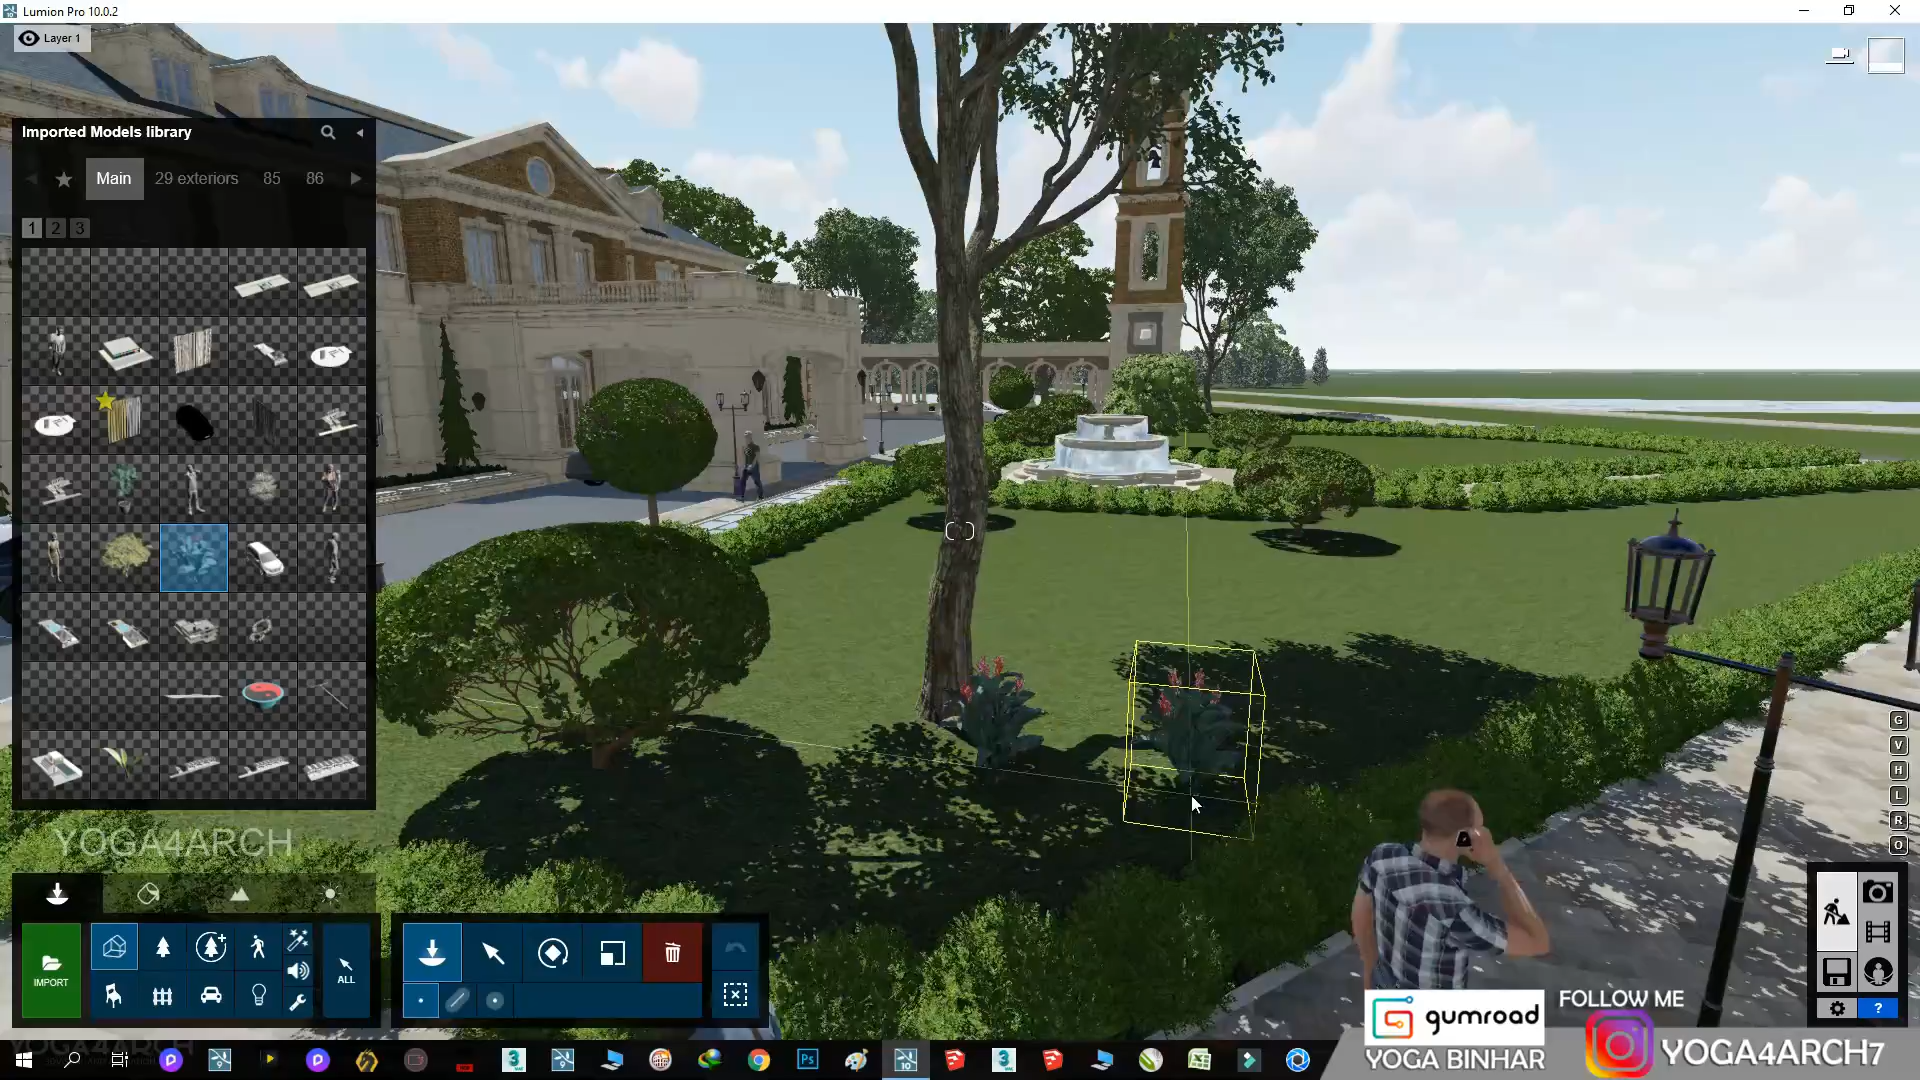 Lumion Pro 10.0.2
Layer 1
Imported Models library
Main 29 exteriors 85 86
1 2 3
YOGA4ARCH
IMPORT
ALL
G
V
H
L
R
O
?
gumroad
YOGA BINHAR
FOLLOW ME
YOGA4ARCH7